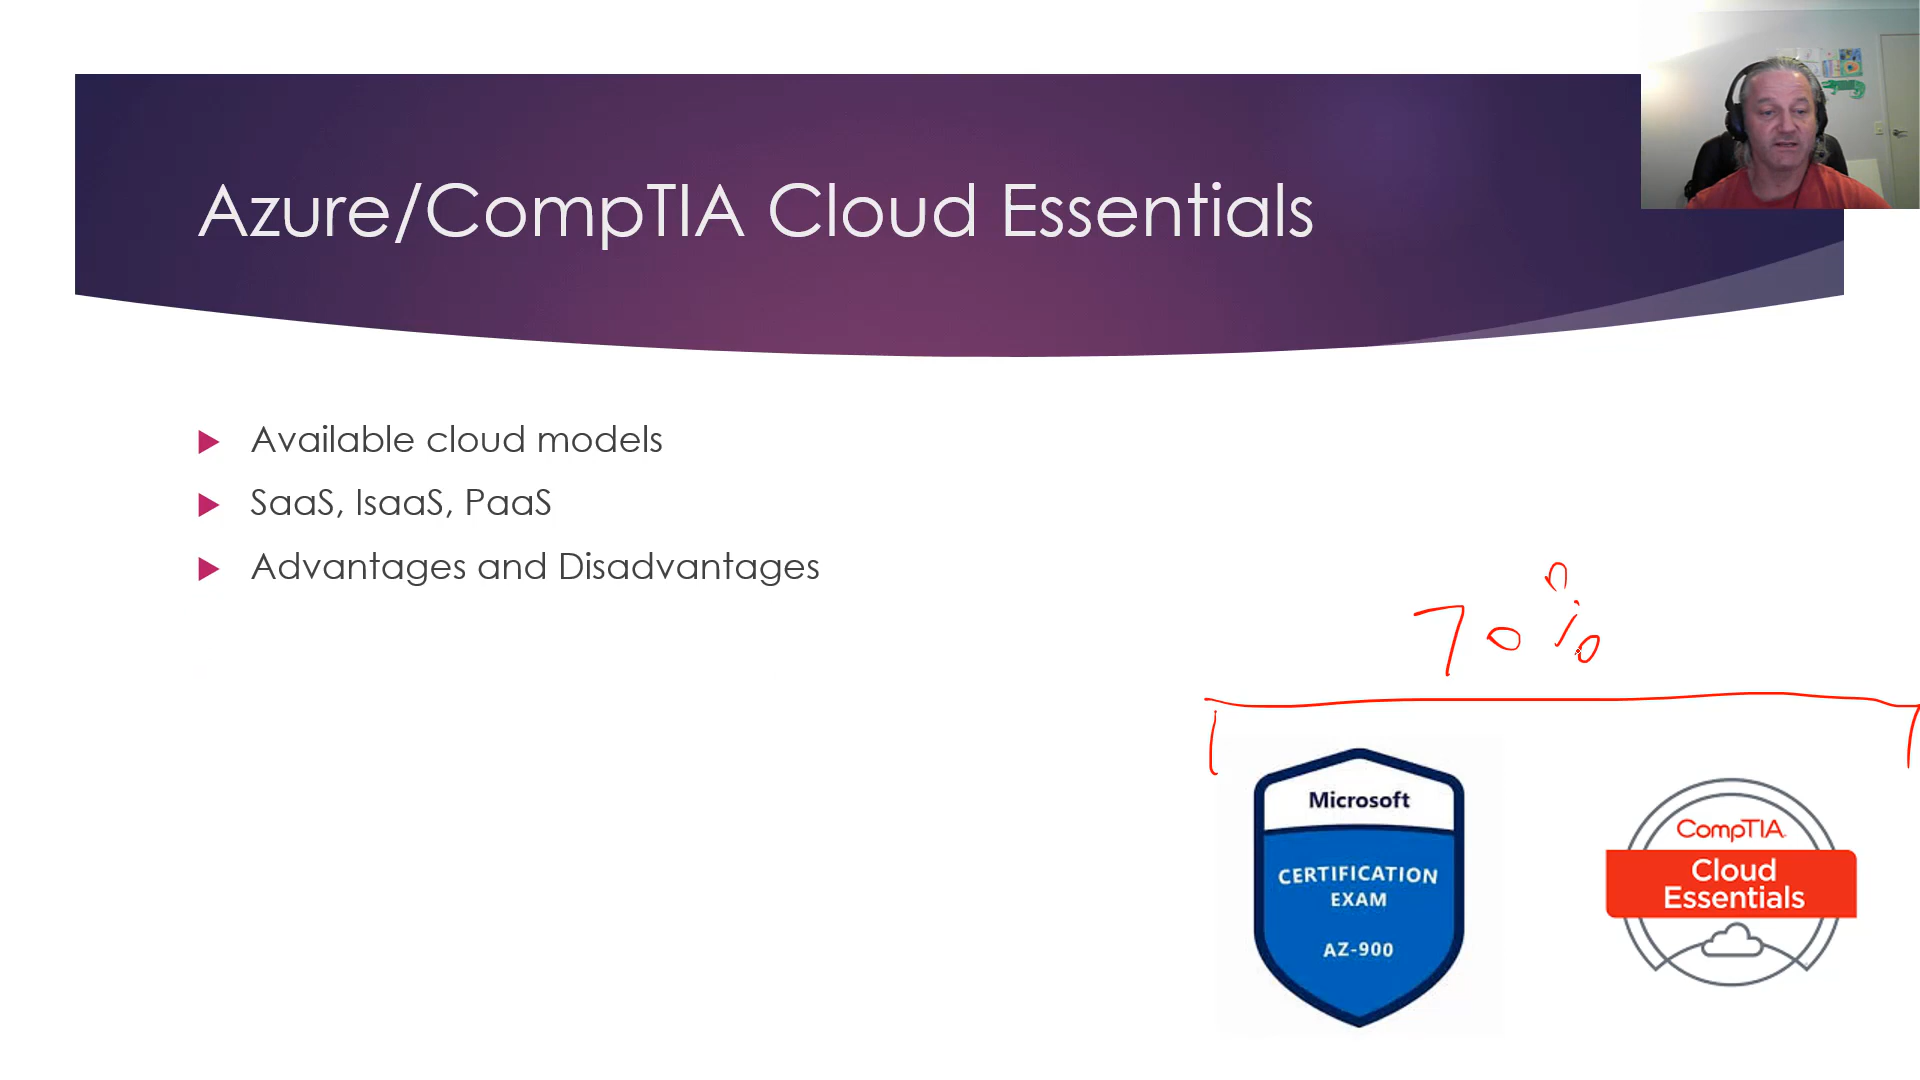 Azure/CompTIA Cloud Essentials
Available cloud models
SaaS, IsaaS, PaaS
Advantages and Disadvantages
70%
Microsoft
CERTIFICATION
EXAM
AZ-900
CompTIA
Cloud
Essentials